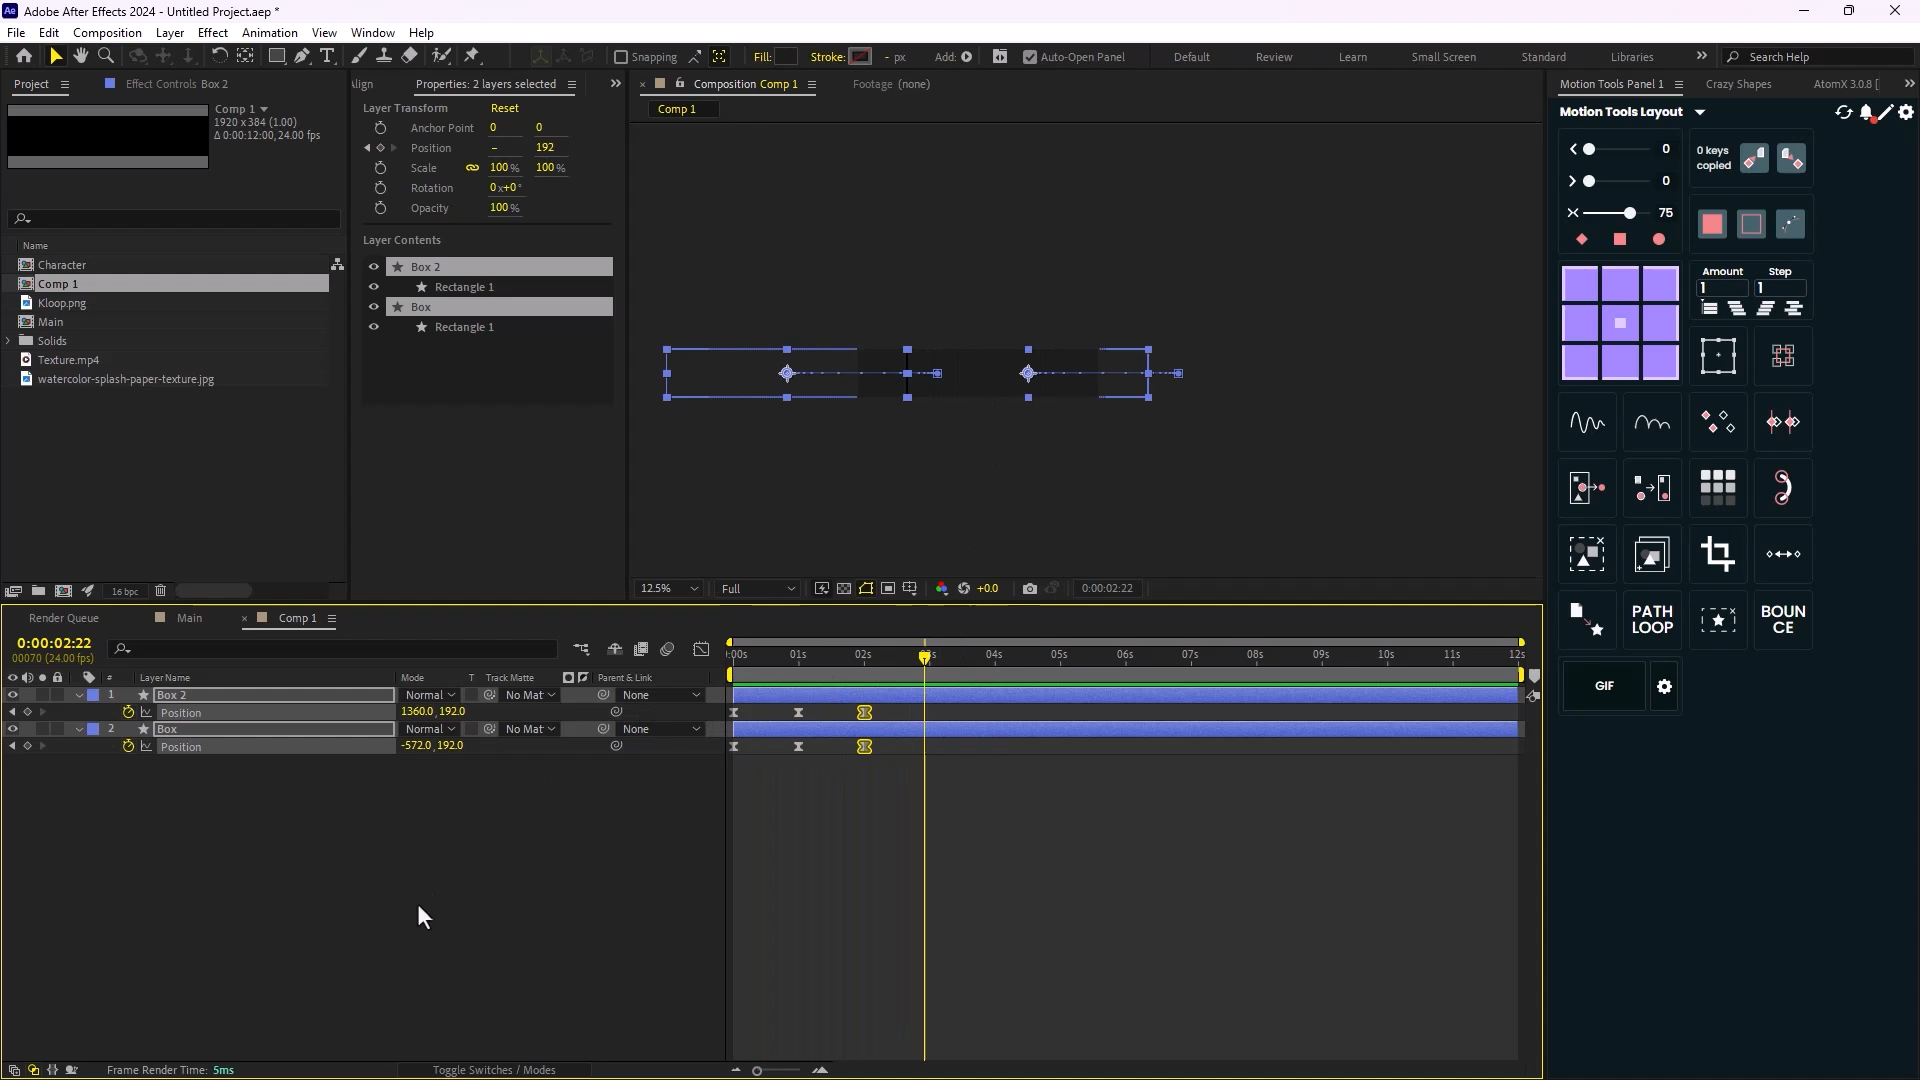 Adobe After Effects 2024 - Untitled Project.aep *
File Edit Composition Layer Effect Animation View Window Help
Snapping
Fill:
Stroke:
- px
Add:
Auto-Open Panel
Default
Review
Learn
Small Screen
Standard
Libraries
Search Help
Project
Effect Controls Box 2
Comp 1
1920 x 384 (1.00)
Δ 0:00:12:00, 24.00 fps
Name
Character
Comp 1
Kloop.png
Main
Solids
Texture.mp4
watercolor-splash-paper-texture.jpg
16 bpc
Properties: 2 layers selected
Layer Transform
Reset
Anchor Point 0 0
Position – 192
Scale 100 % 100 %
Rotation 0x+0°
Opacity 100 %
Layer Contents
Box 2
Rectangle 1
Box
Rectangle 1
Composition Comp 1
Footage (none)
Comp 1
12.5%
Full
+0.0
0:00:02:22
Motion Tools Panel 1
Crazy Shapes
AtomX 3.0.8 [
Motion Tools Layout
0
0
75
0 keys
copied
Amount
Step
1
1
PATH
LOOP
BOUN
CE
GIF
Render Queue
Main
Comp 1
0:00:02:22
00070 (24.00 fps)
# Layer Name Mode T Track Matte Parent & Link
1 Box 2 Normal No Mat None
Position 1360.0, 192.0
2 Box Normal No Mat None
Position -572.0, 192.0
:00s 01s 02s 04s 05s 06s 07s 08s 09s 10s 11s 12s
Frame Render Time: 5ms
Toggle Switches / Modes